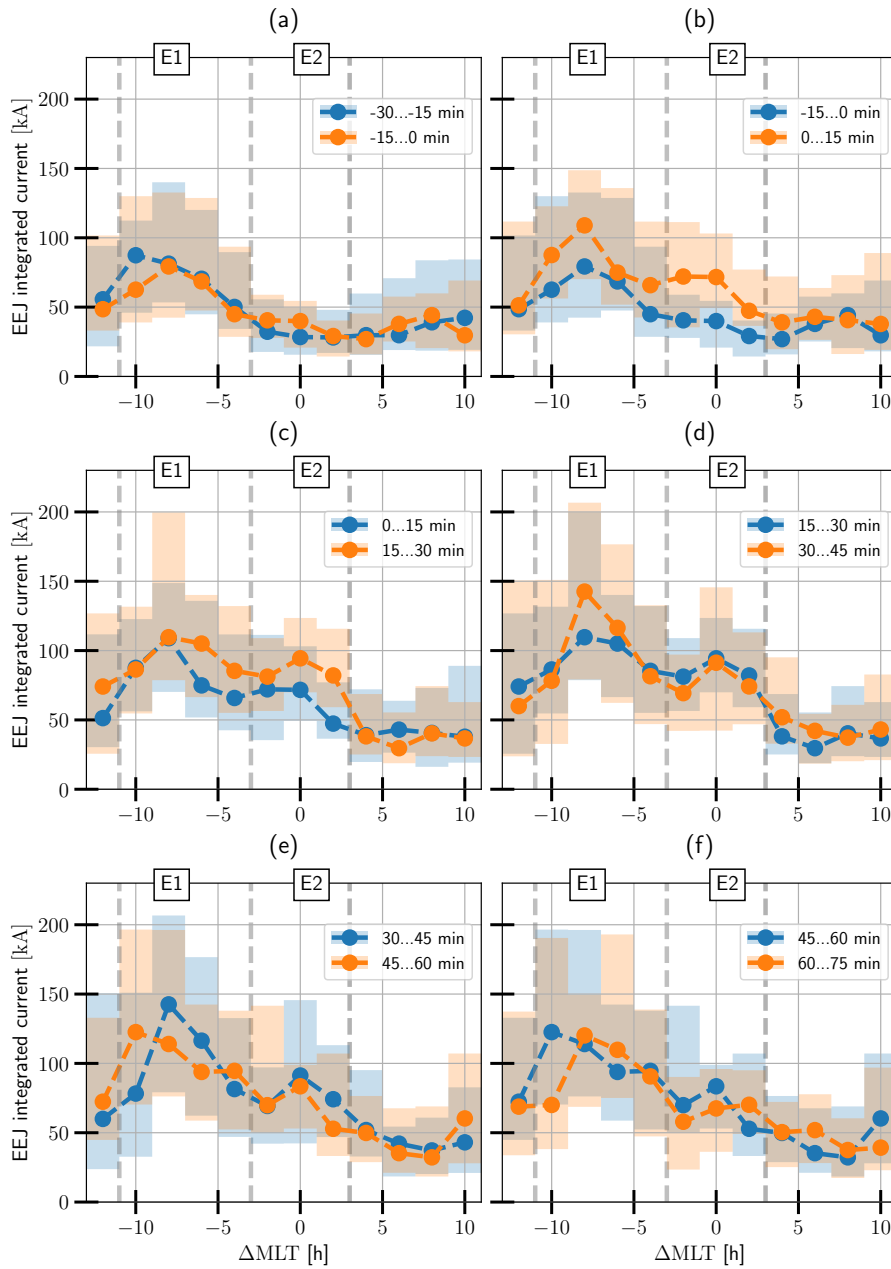 (a)
(b)
E1
E2
E1
E2
EEJ integrated current [kA]
200
150
100
50
0
-30...-15 min
-15...0 min
-15...0 min
0...15 min
−10
−5
0
5
10
−10
−5
0
5
10
(c)
(d)
E1
E2
E1
E2
EEJ integrated current [kA]
200
150
100
50
0
0...15 min
15...30 min
15...30 min
30...45 min
−10
−5
0
5
10
−10
−5
0
5
10
(e)
(f)
E1
E2
E1
E2
EEJ integrated current [kA]
200
150
100
50
0
30...45 min
45...60 min
45...60 min
60...75 min
−10
−5
0
5
10
−10
−5
0
5
10
ΔMLT [h]
ΔMLT [h]